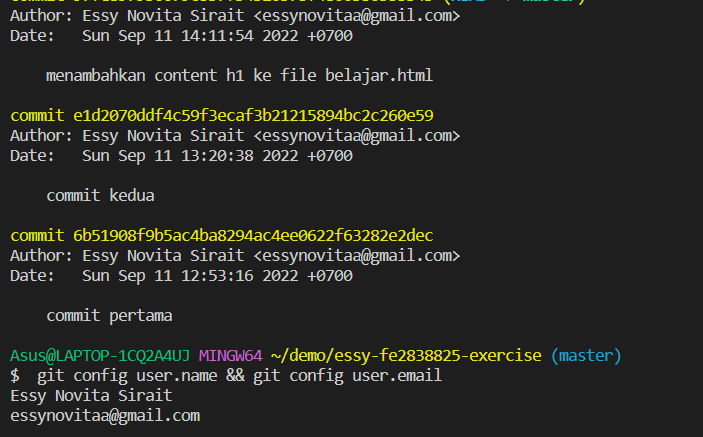 Author: Essy Novita Sirait <essynovitaa@gmail.com>
Date:   Sun Sep 11 14:11:54 2022 +0700
menambahkan content h1 ke file belajar.html
commit e1d2070ddf4c59f3ecaf3b21215894bc2c260e59
Author: Essy Novita Sirait <essynovitaa@gmail.com>
Date:   Sun Sep 11 13:20:38 2022 +0700
commit kedua
commit 6b51908f9b5ac4ba8294ac4ee0622f63282e2dec
Author: Essy Novita Sirait <essynovitaa@gmail.com>
Date:   Sun Sep 11 12:53:16 2022 +0700
commit pertama
Asus@LAPTOP-1CQ2A4UJ MINGW64 ~/demo/essy-fe2838825-exercise (master)
$  git config user.name && git config user.email
Essy Novita Sirait
essynovitaa@gmail.com